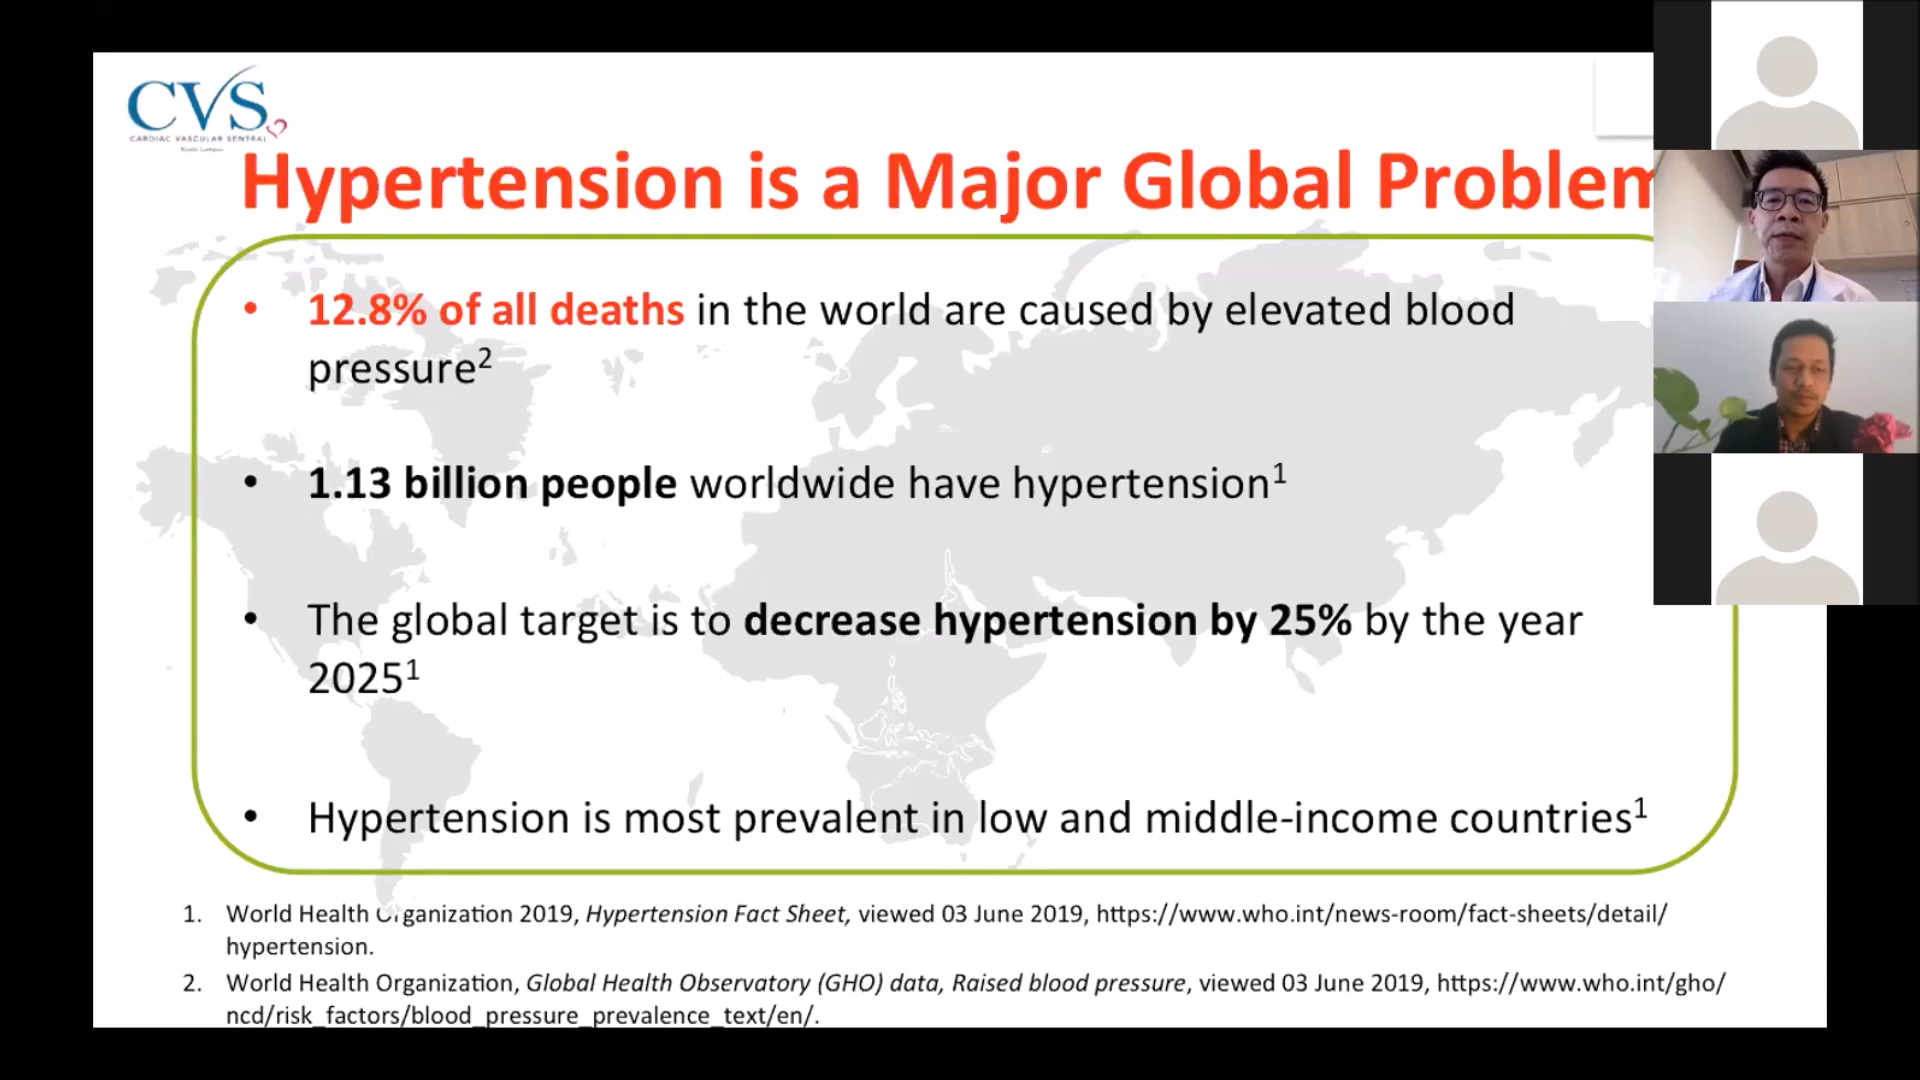 CVS
CARDIAC VASCULAR SENTRAL
Kuala Lumpur
Hypertension is a Major Global Problem
• 12.8% of all deaths in the world are caused by elevated blood
pressure²
• 1.13 billion people worldwide have hypertension¹
• The global target is to decrease hypertension by 25% by the year
2025¹
• Hypertension is most prevalent in low and middle-income countries¹
1. World Health Organization 2019, Hypertension Fact Sheet, viewed 03 June 2019, https://www.who.int/news-room/fact-sheets/detail/
hypertension.
2. World Health Organization, Global Health Observatory (GHO) data, Raised blood pressure, viewed 03 June 2019, https://www.who.int/gho/
ncd/risk_factors/blood_pressure_prevalence_text/en/.